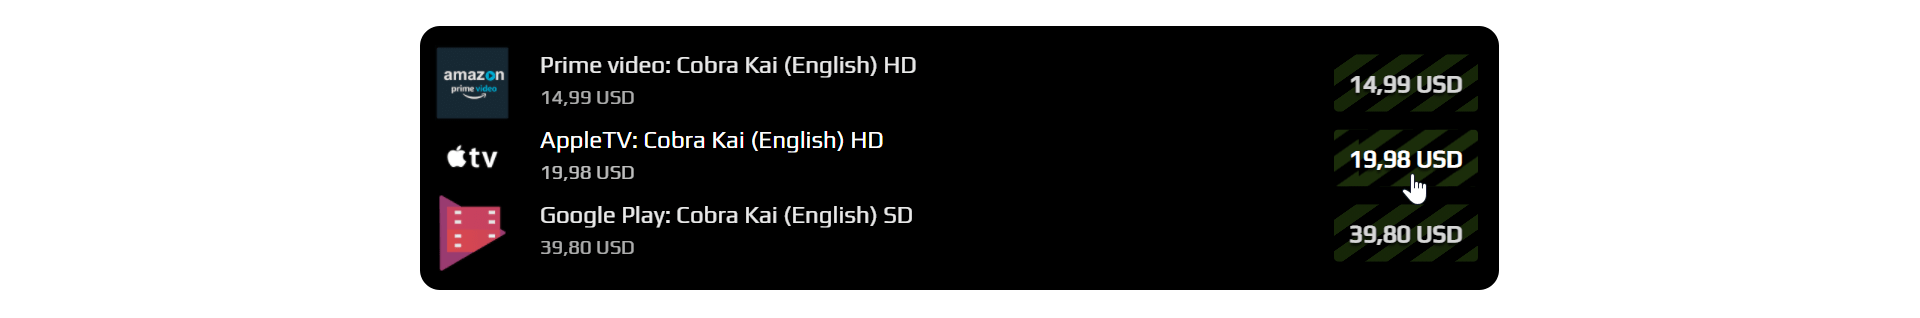 amazon
prime video
Prime video: Cobra Kai (English) HD
14,99 USD
14,99 USD
tv
AppleTV: Cobra Kai (English) HD
19,98 USD
19,98 USD
Google Play: Cobra Kai (English) SD
39,80 USD
39,80 USD